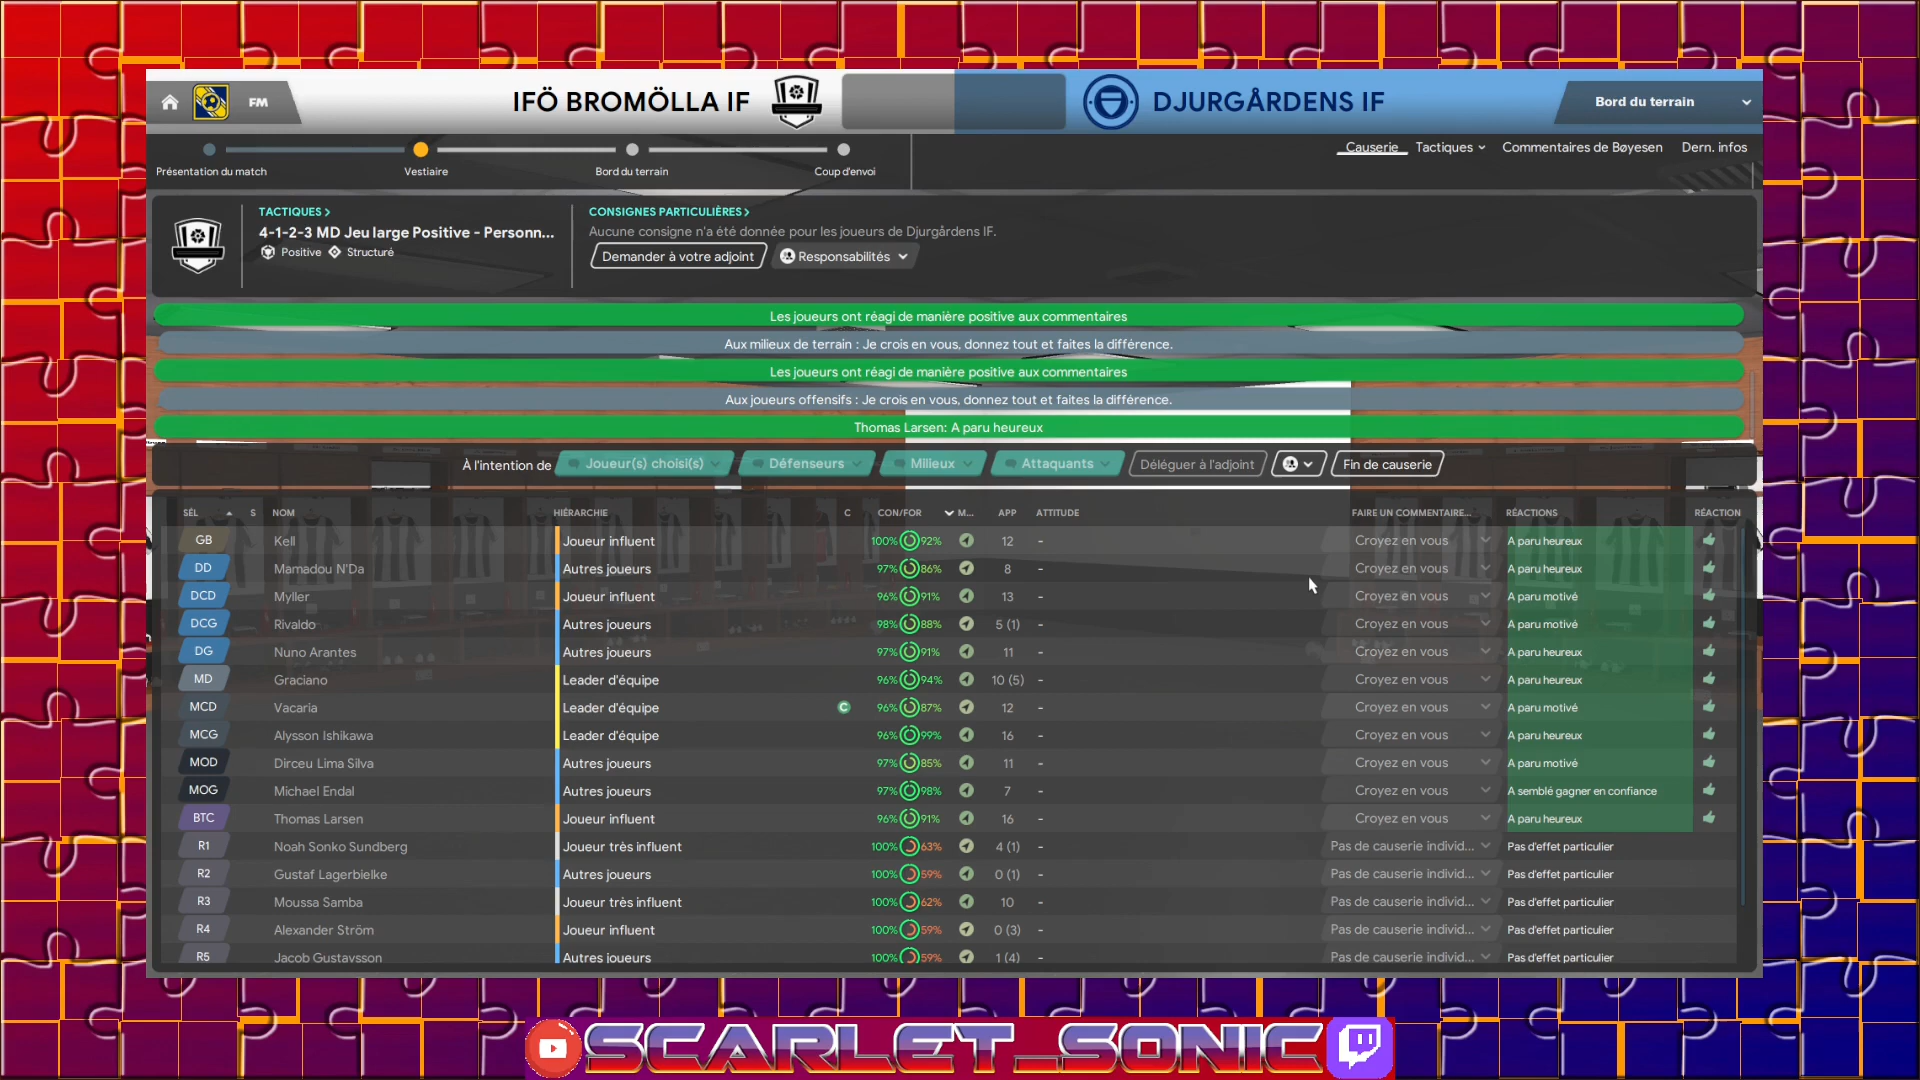 FM
IFÖ BROMÖLLA IF
DJURGÅRDENS IF
Bord du terrain
Présentation du match
Vestiaire
Bord du terrain
Coup d'envoi
Causerie
Tactiques
Commentaires de Bøyesen
Dern. infos
TACTIQUES >
4-1-2-3 MD Jeu large Positive - Personn...
Positive Structuré
CONSIGNES PARTICULIÈRES >
Aucune consigne n'a été donnée pour les joueurs de Djurgårdens IF.
Demander à votre adjoint
Responsabilités
Les joueurs ont réagi de manière positive aux commentaires
Aux milieux de terrain : Je crois en vous, donnez tout et faites la différence.
Les joueurs ont réagi de manière positive aux commentaires
Aux joueurs offensifs : Je crois en vous, donnez tout et faites la différence.
Thomas Larsen: A paru heureux
À l'intention de Joueur(s) choisi(s) Défenseurs Milieux Attaquants Déléguer à l'adjoint Fin de causerie
SÉL S NOM HIÉRARCHIE C CON/FOR M... APP ATTITUDE FAIRE UN COMMENTAIRE... RÉACTIONS RÉACTION
GB Kell Joueur influent 100% 92% 12 - Croyez en vous A paru heureux
DD Mamadou N'Da Autres joueurs 97% 86% 8 - Croyez en vous A paru heureux
DCD Myller Joueur influent 96% 91% 13 - Croyez en vous A paru motivé
DCG Rivaldo Autres joueurs 98% 88% 5 (1) - Croyez en vous A paru motivé
DG Nuno Arantes Autres joueurs 97% 91% 11 - Croyez en vous A paru heureux
MD Graciano Leader d'équipe 96% 94% 10 (5) - Croyez en vous A paru heureux
MCD Vacaria Leader d'équipe C 96% 87% 12 - Croyez en vous A paru motivé
MCG Alysson Ishikawa Leader d'équipe 96% 99% 16 - Croyez en vous A paru heureux
MOD Dirceu Lima Silva Autres joueurs 97% 85% 11 - Croyez en vous A paru motivé
MOG Michael Endal Autres joueurs 97% 98% 7 - Croyez en vous A semblé gagner en confiance
BTC Thomas Larsen Joueur influent 96% 91% 16 - Croyez en vous A paru heureux
R1 Noah Sonko Sundberg Joueur très influent 100% 63% 4 (1) - Pas de causerie individ... Pas d'effet particulier
R2 Gustaf Lagerbielke Autres joueurs 100% 59% 0 (1) - Pas de causerie individ... Pas d'effet particulier
R3 Moussa Samba Joueur très influent 100% 62% 10 - Pas de causerie individ... Pas d'effet particulier
R4 Alexander Ström Joueur influent 100% 59% 0 (3) - Pas de causerie individ... Pas d'effet particulier
R5 Jacob Gustavsson Autres joueurs 100% 59% 1 (4) - Pas de causerie individ... Pas d'effet particulier
SCARLET_SONIC